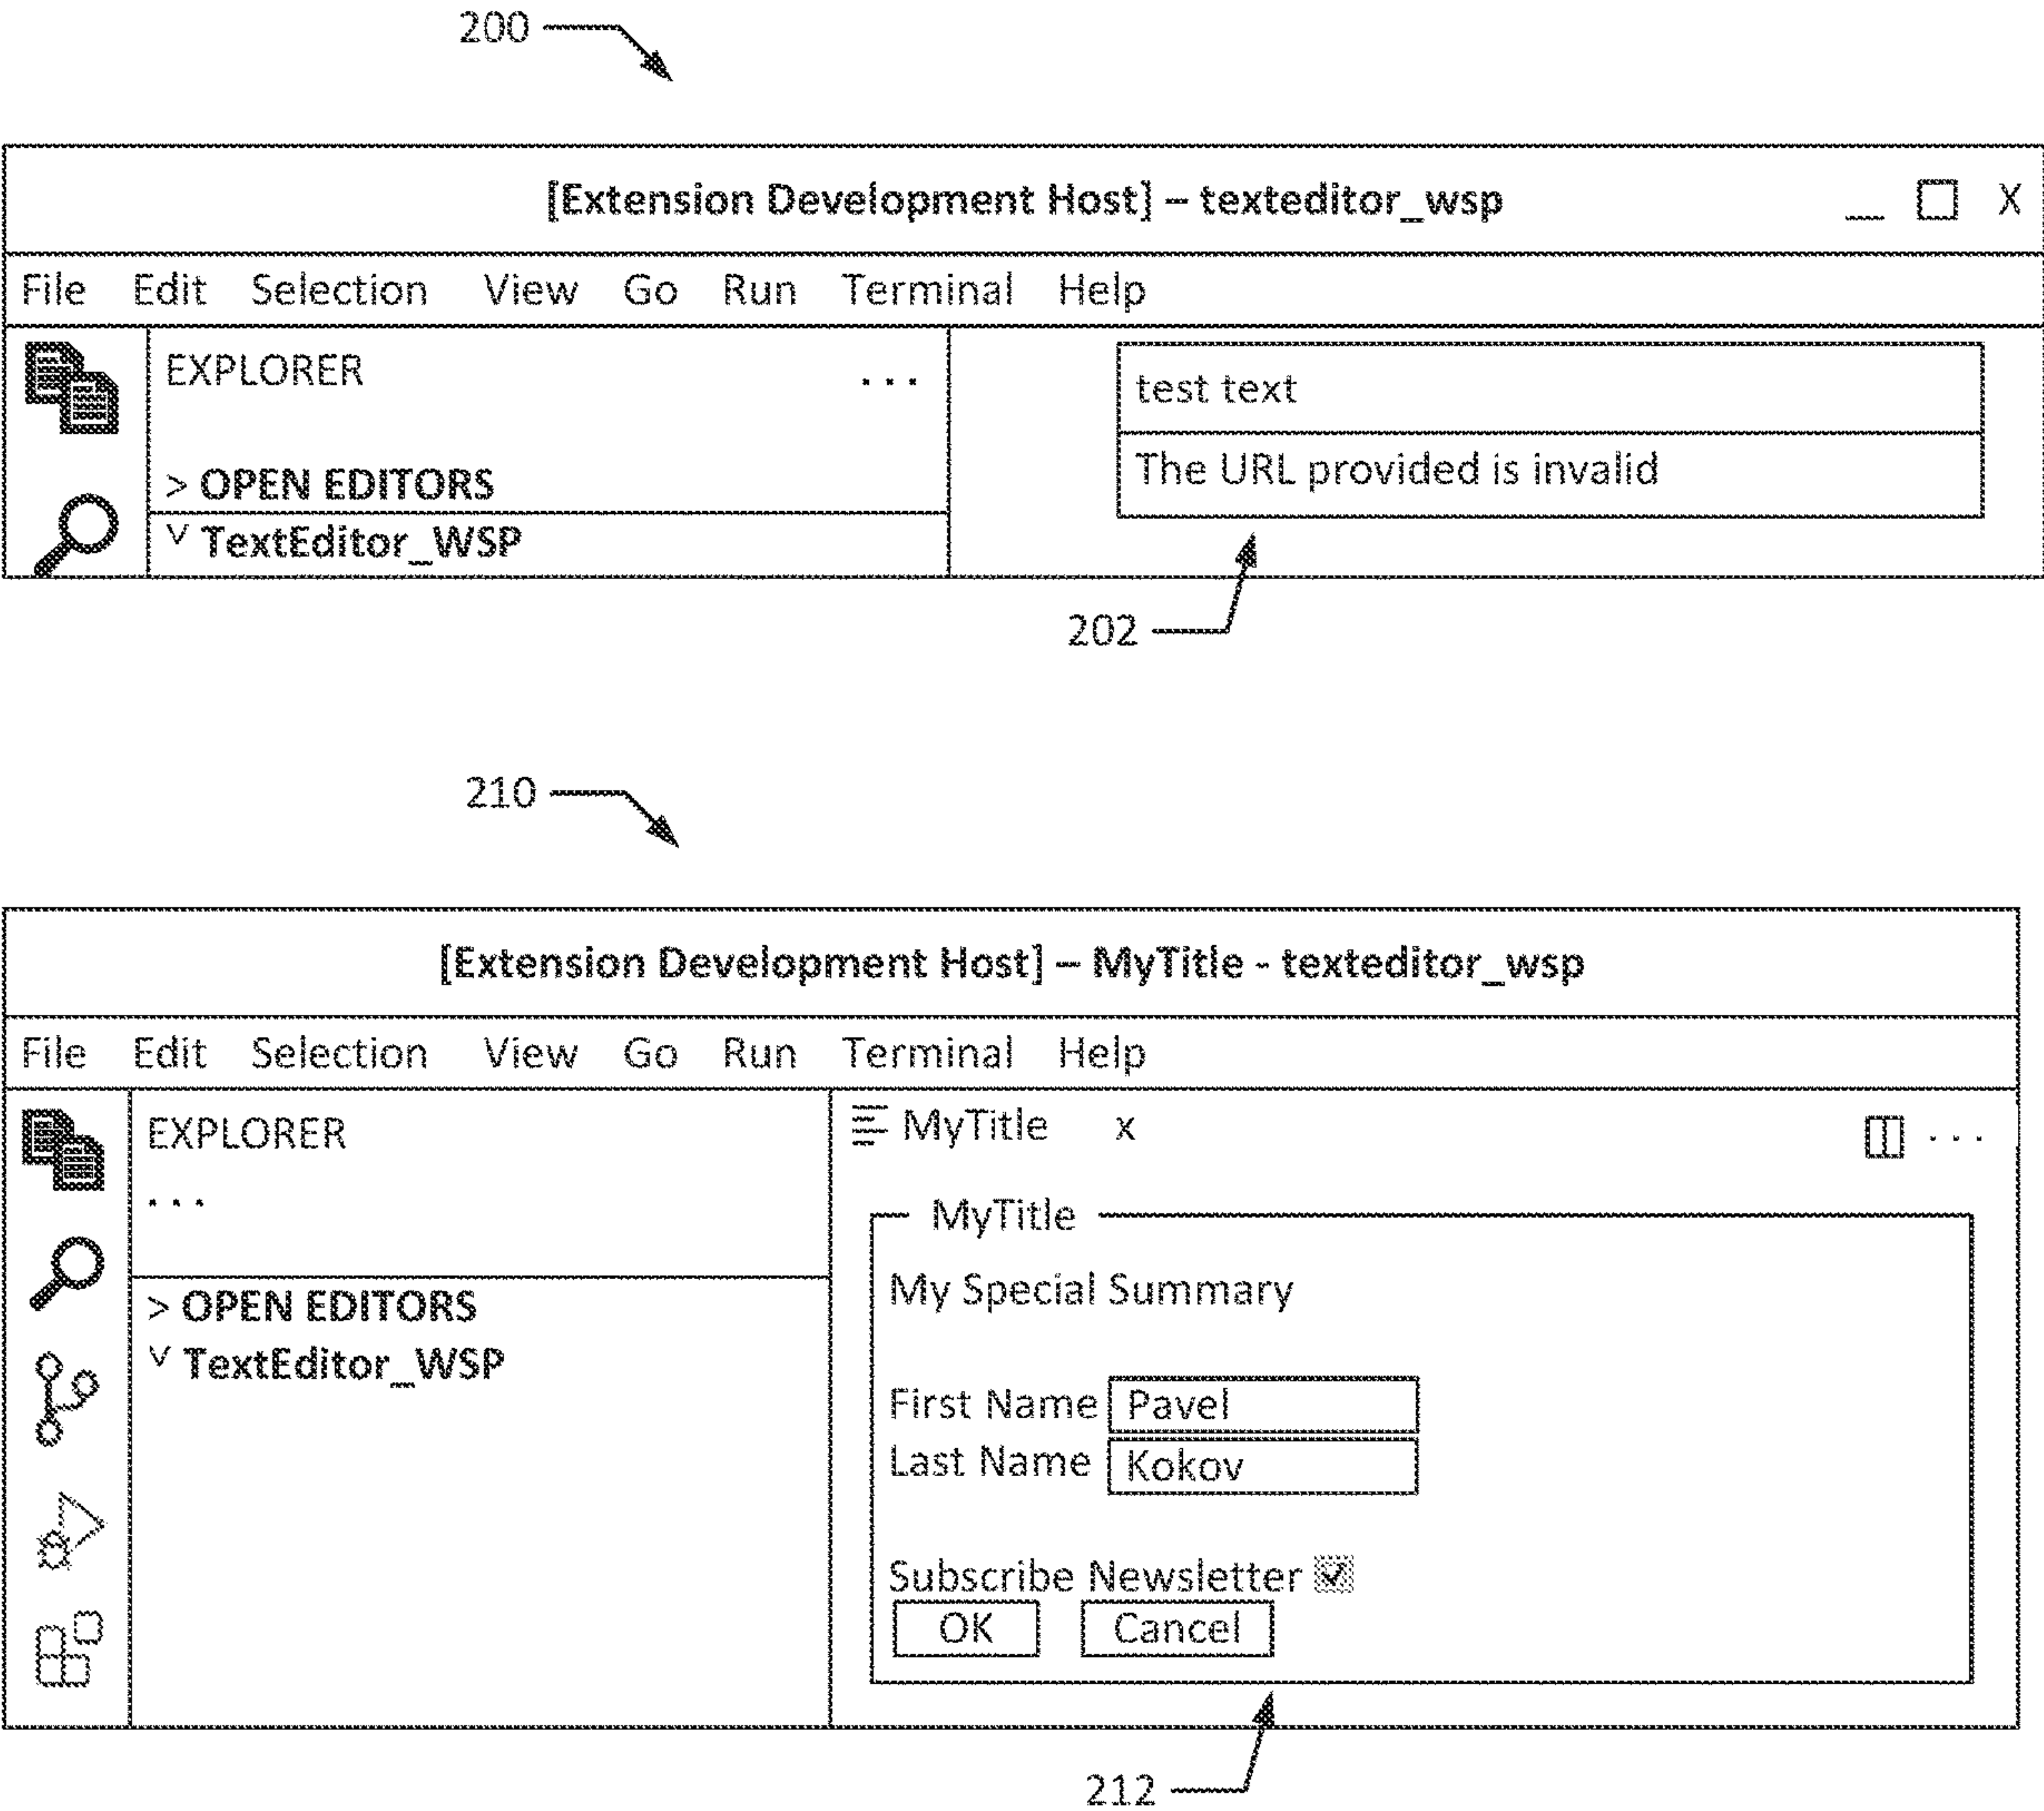 200
[Extension Development Host] – texteditor_wsp _ X
File Edit Selection View Go Run Terminal Help
EXPLORER ...
> OPEN EDITORS
˅ TextEditor_WSP
test text
The URL provided is invalid
202
210
[Extension Development Host] – MyTitle - texteditor_wsp
File Edit Selection View Go Run Terminal Help
EXPLORER
...
> OPEN EDITORS
˅ TextEditor_WSP
MyTitle x ...
MyTitle
My Special Summary
First Name Pavel
Last Name Kokov
Subscribe Newsletter
OK Cancel
212